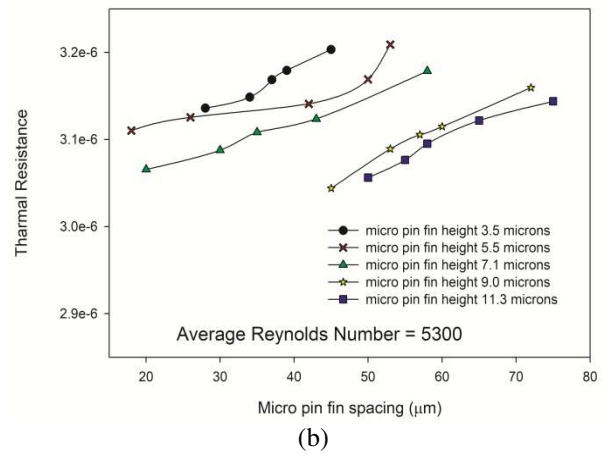 3.2e-6
3.1e-6
3.0e-6
2.9e-6
Tharmal Resistance
micro pin fin height 3.5 microns
micro pin fin height 5.5 microns
micro pin fin height 7.1 microns
micro pin fin height 9.0 microns
micro pin fin height 11.3 microns
Average Reynolds Number = 5300
20 30 40 50 60 70 80
Micro pin fin spacing (μm)
(b)